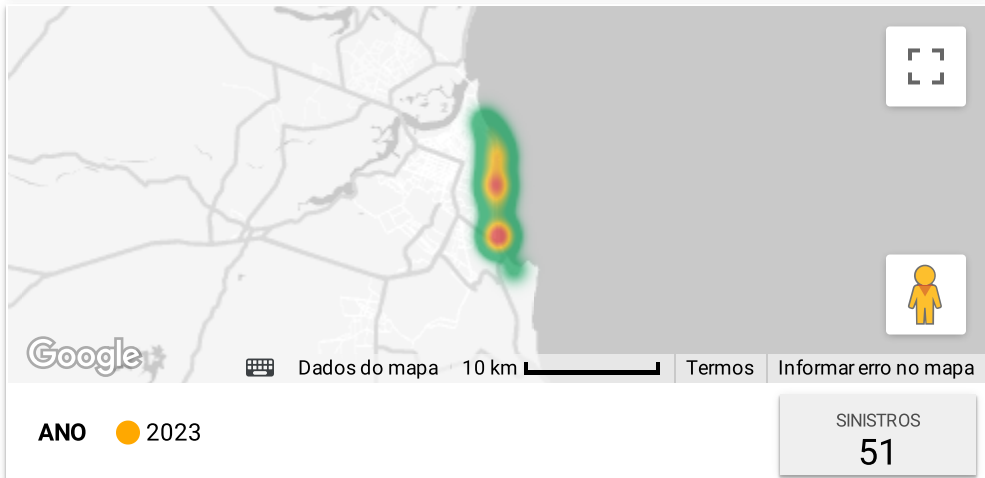 Google
Dados do mapa 10 km Termos Informar erro no mapa
ANO 2023
SINISTROS
51